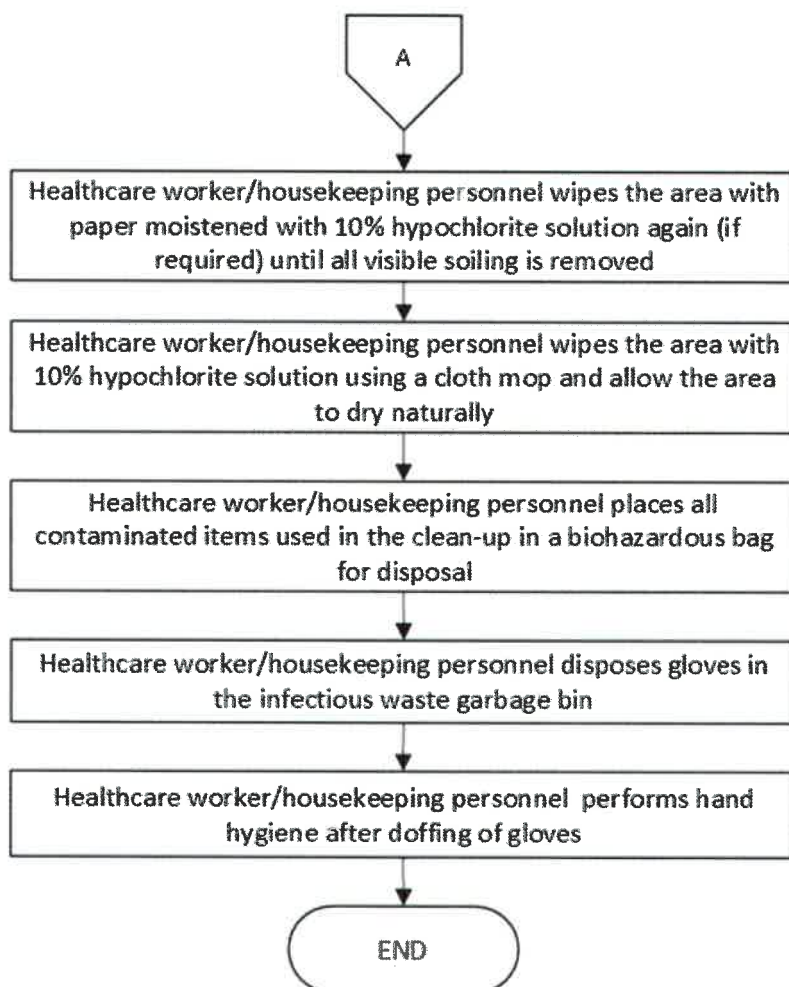 A
Healthcare worker/housekeeping personnel wipes the area with
paper moistened with 10% hypochlorite solution again (if
required) until all visible soiling is removed
Healthcare worker/housekeeping personnel wipes the area with
10% hypochlorite solution using a cloth mop and allow the area
to dry naturally
Healthcare worker/housekeeping personnel places all
contaminated items used in the clean-up in a biohazardous bag
for disposal
Healthcare worker/housekeeping personnel disposes gloves in
the infectious waste garbage bin
Healthcare worker/housekeeping personnel performs hand
hygiene after doffing of gloves
END